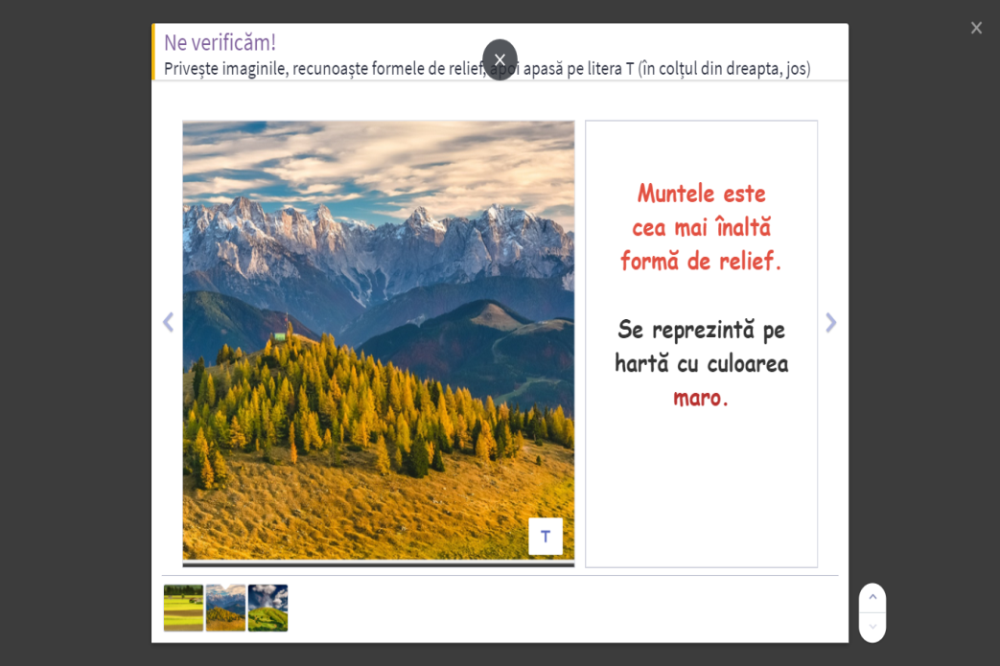 Ne verificăm!
Privește imaginile, recunoaște formele de relief, apoi apasă pe litera T (în colțul din dreapta, jos)
Muntele este
cea mai înaltă
formă de relief.
Se reprezintă pe
hartă cu culoarea
maro.
T